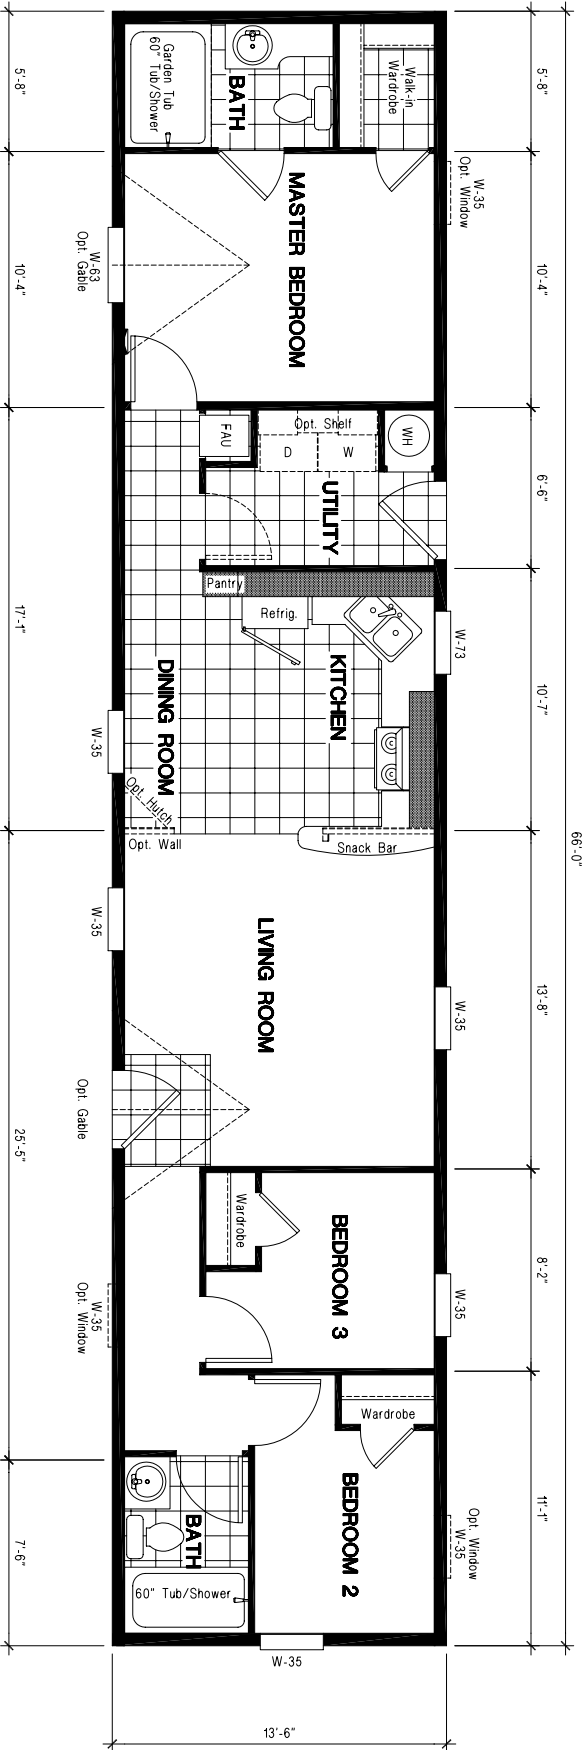 5'-8"
Garden Tub
60" Tub/Shower
BATH
Walk-in
Wardrobe
5'-8"
W-35
Opt. Window
MASTER BEDROOM
W-63
Opt. Gable
10'-4"
10'-4"
FAU
Opt. Shelf
D
W
WH
UTILITY
6'-6"
Pantry
Refrig.
17'-1"
W-73
KITCHEN
DINING ROOM
10'-7"
W-35
Opt. Hutch
Opt. Wall
Snack Bar
66'-0"
W-35
LIVING ROOM
W-35
13'-8"
Opt. Gable
25'-5"
Wardrobe
BEDROOM 3
8'-2"
W-35
W-35
Opt. Window
Wardrobe
BEDROOM 2
11'-1"
Opt. Window
W-35
BATH
7'-6"
60" Tub/Shower
W-35
13'-6"